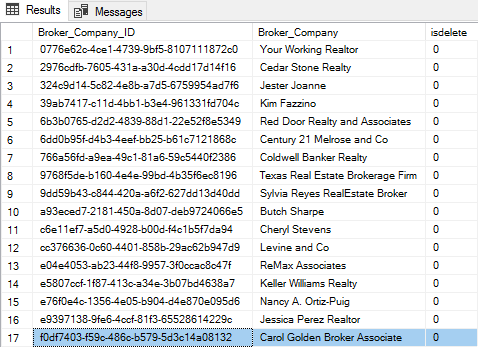 Results Messages
Broker_Company_ID Broker_Company isdelete
1 0776e62c-4ce1-4739-9bf5-8107111872c0 Your Working Realtor 0
2 2976cdfb-7605-431a-a30d-4cdd17d14f16 Cedar Stone Realty 0
3 324c9d14-5c82-4e8b-a7d5-6759954ad7f6 Jester Joanne 0
4 39ab7417-c11d-4bb1-b3e4-961331fd704c Kim Fazzino 0
5 6b3b0765-d2d2-4839-88d1-22e52f8e5349 Red Door Realty and Associates 0
6 6dd0b95f-d4b3-4eef-bb25-b61c7121868c Century 21 Melrose and Co 0
7 766a56fd-a9ea-49c1-81a6-59c5440f2386 Coldwell Banker Realty 0
8 9768f5de-b160-4e4e-99bd-4b35f6ec8196 Texas Real Estate Brokerage Firm 0
9 9dd59b43-c844-420a-a6f2-627dd13d40dd Sylvia Reyes RealEstate Broker 0
10 a93eced7-2181-450a-8d07-deb9724066e5 Butch Sharpe 0
11 c6e11ef7-a5d0-4928-b00d-f4c1b5f7da94 Cheryl Stevens 0
12 cc376636-0c60-4401-858b-29ac62b947d9 Levine and Co 0
13 e04e4053-ab23-44f8-9957-3f0ccac8c47f ReMax Associates 0
14 e5807ccf-1f87-413c-a34e-3b07bd4638a7 Keller Williams Realty 0
15 e76f0e4c-1356-4e05-b904-d4e870e095d6 Nancy A. Ortiz-Puig 0
16 e9397138-9fe6-4ccf-81f3-65528614229c Jessica Perez Realtor 0
17 f0df7403-f59c-486c-b579-5d3c14a08132 Carol Golden Broker Associate 0